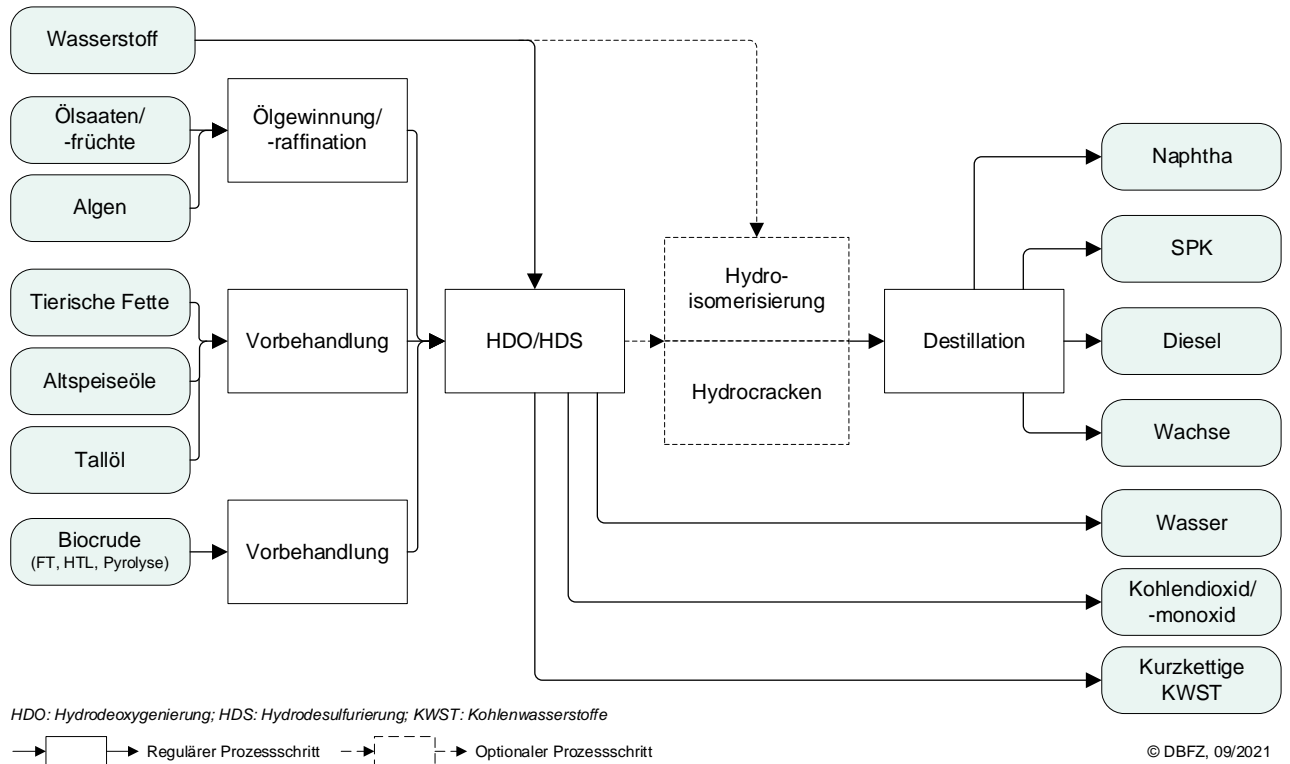 Wasserstoff
Ölsaaten/
-früchte
Algen
Tierische Fette
Altspeiseöle
Tallöl
Biocrude
(FT, HTL, Pyrolyse)
Ölgewinnung/
-raffination
Vorbehandlung
Vorbehandlung
HDO/HDS
Hydro-
isomerisierung
Hydrocracken
Destillation
Naphtha
SPK
Diesel
Wachse
Wasser
Kohlendioxid/
-monoxid
Kurzkettige
KWST
HDO: Hydrodeoxygenierung; HDS: Hydrodesulfurierung; KWST: Kohlenwasserstoffe
Regulärer Prozessschritt
Optionaler Prozessschritt
© DBFZ, 09/2021